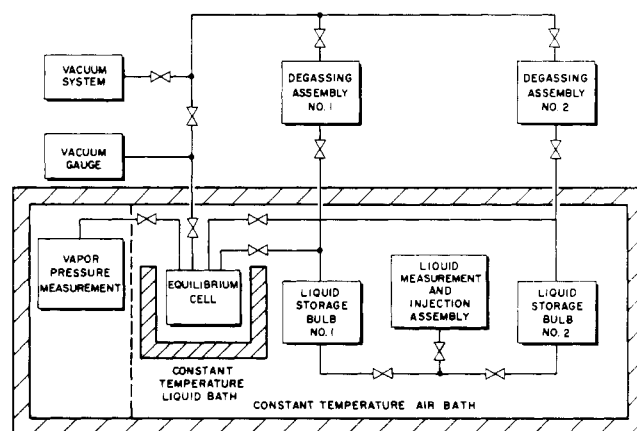 VACUUM
SYSTEM
DEGASSING
ASSEMBLY
NO. 1
DEGASSING
ASSEMBLY
NO. 2
VACUUM
GAUGE
VAPOR
PRESSURE
MEASUREMENT
EQUILIBRIUM
CELL
LIQUID
STORAGE
BULB
NO. 1
LIQUID
MEASUREMENT
AND
INJECTION
ASSEMBLY
LIQUID
STORAGE
BULB
NO. 2
CONSTANT
TEMPERATURE
LIQUID BATH
CONSTANT TEMPERATURE AIR BATH